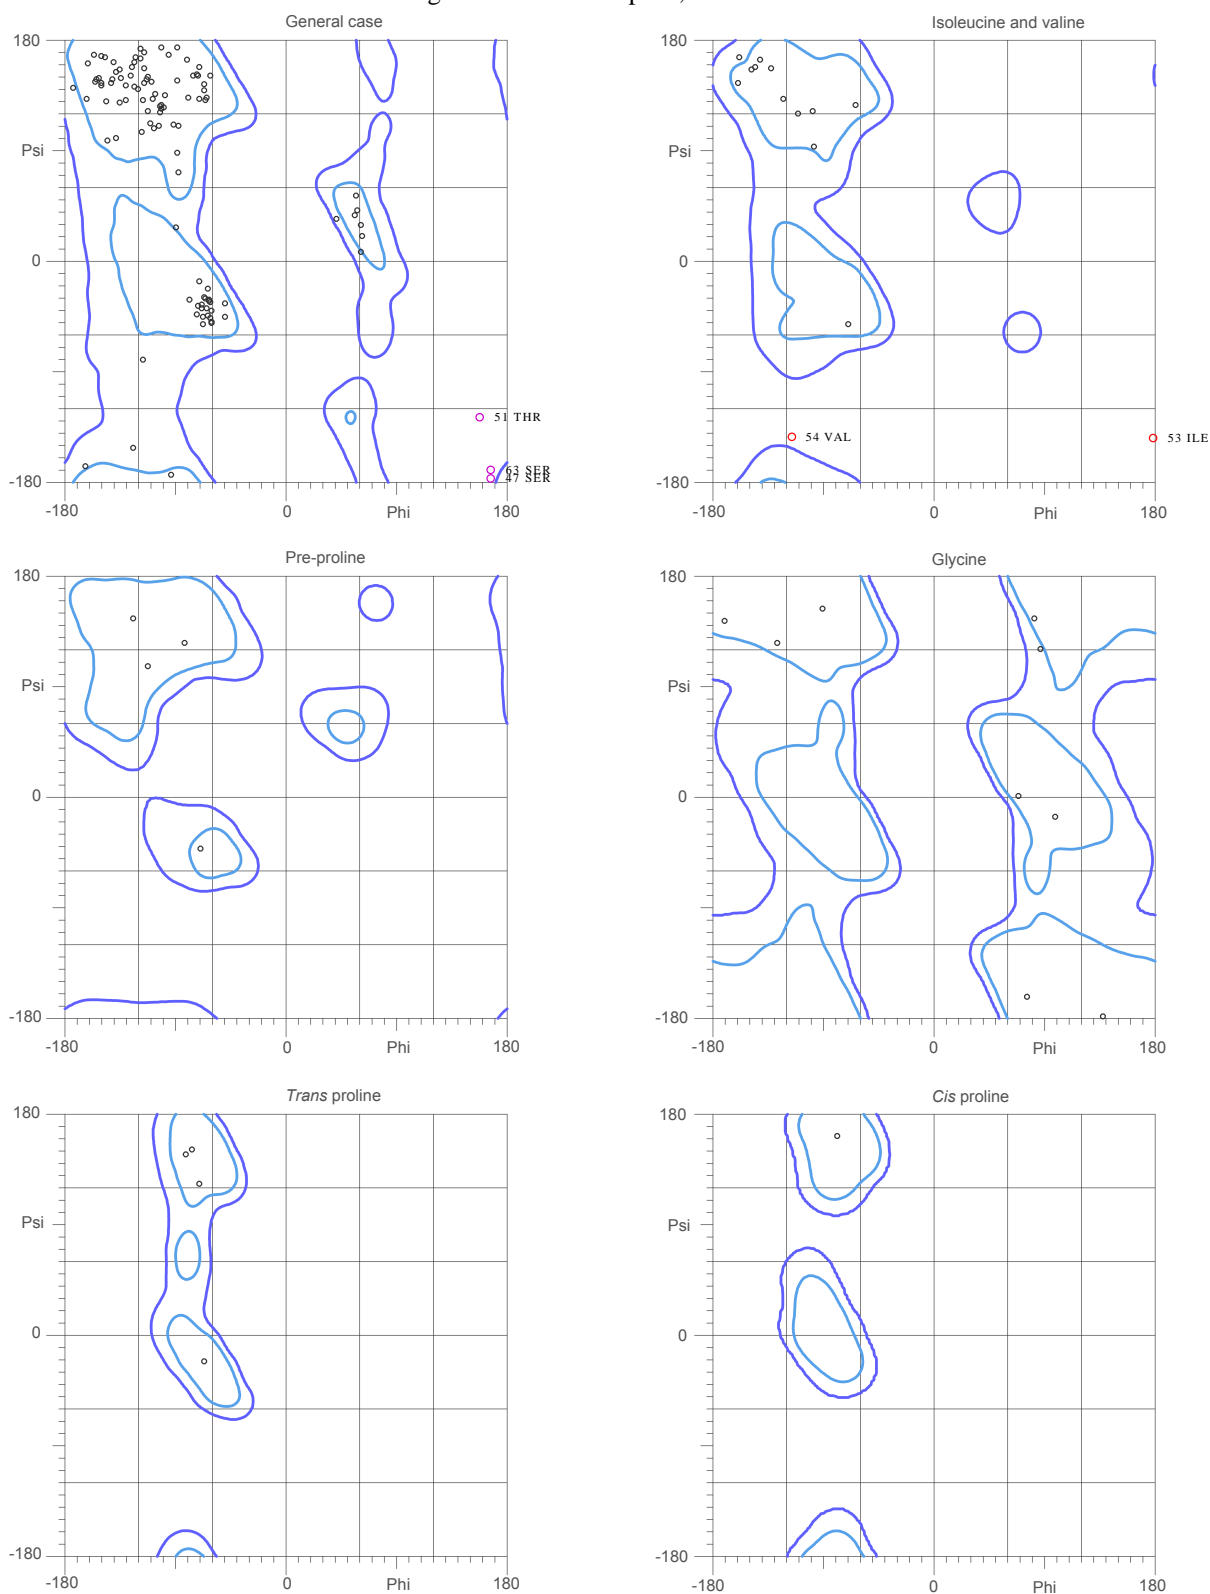 General case
Isoleucine and valine
180
180
Psi
Psi
0
0
51 THR
54 VAL
53 ILE
63 SER
47 SER
-180
-180
-180
0
Phi
180
-180
0
Phi
180
Pre-proline
Glycine
180
180
Psi
Psi
0
0
-180
-180
-180
0
Phi
180
-180
0
Phi
180
Trans proline
Cis proline
180
180
Psi
Psi
0
0
-180
-180
-180
0
Phi
180
-180
0
Phi
180